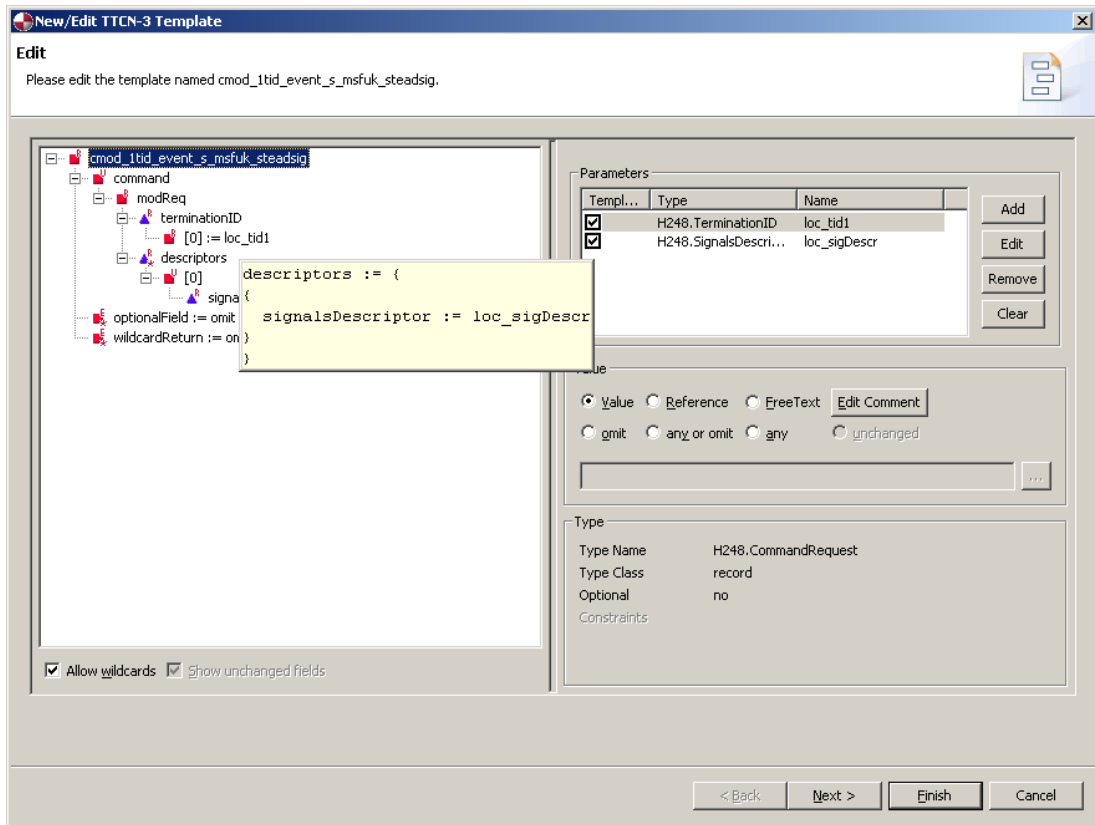 New/Edit TTCN-3 Template
Edit
Please edit the template named cmod_1tid_event_s_msfuk_steadsig.
cmod_1tid_event_s_msfuk_steadsig
command
modReq
terminationID
[0] := loc_tid1
descriptors
[0]
signa
optionalField := omit
wildcardReturn := om
descriptors := {
{
signalsDescriptor := loc_sigDescr
}
}
Allow wildcards Show unchanged fields
Parameters
Templ... Type Name
H248.TerminationID loc_tid1
H248.SignalsDescri... loc_sigDescr
Add
Edit
Remove
Clear
Value Reference FreeText Edit Comment
omit any or omit any unchanged
...
Type
Type Name H248.CommandRequest
Type Class record
Optional no
Constraints
< Back Next > Finish Cancel